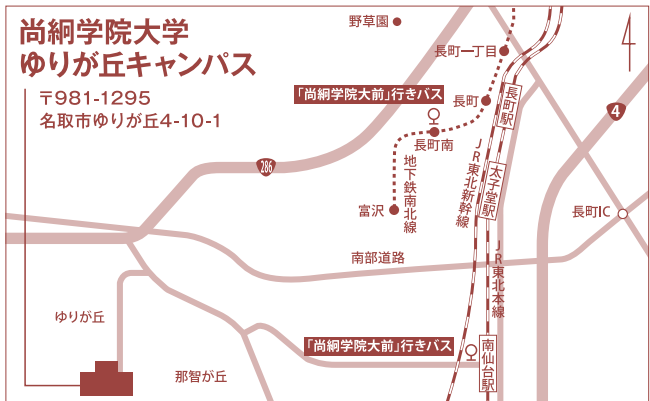 尚絅学院大学
ゆりが丘キャンパス
〒981-1295
名取市ゆりが丘4-10-1
野草園
長町一丁目
「尚絅学院大前」行きバス
長町
長町駅
4
長町南
286
地下鉄南北線
JR東北新幹線
太子堂駅
富沢
長町IC
南部道路
JR東北本線
ゆりが丘
「尚絅学院大前」行きバス
南仙台駅
那智が丘